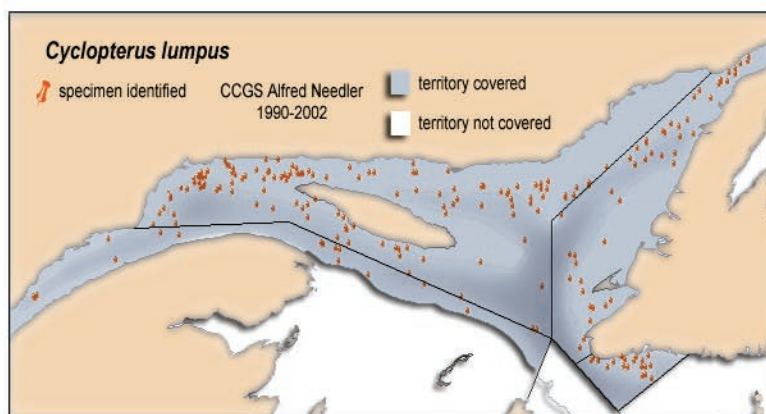 Cyclopterus lumpus
specimen identified
CCGS Alfred Needler
1990-2002
territory covered
territory not covered